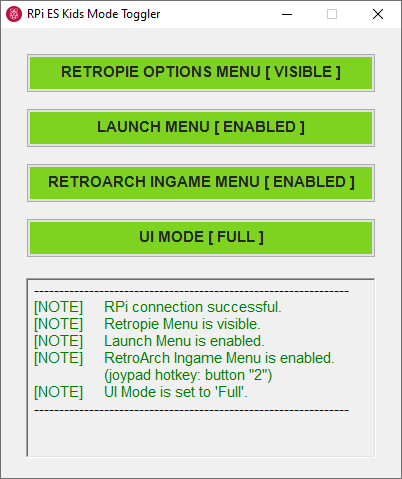 RPi ES Kids Mode Toggler
RETROPIE OPTIONS MENU [ VISIBLE ]
LAUNCH MENU [ ENABLED ]
RETROARCH INGAME MENU [ ENABLED ]
UI MODE [ FULL ]
---------------------------------------------------------------
[NOTE] RPi connection successful.
[NOTE] Retropie Menu is visible.
[NOTE] Launch Menu is enabled.
[NOTE] RetroArch Ingame Menu is enabled.
(joypad hotkey: button "2")
[NOTE] UI Mode is set to 'Full'.
---------------------------------------------------------------